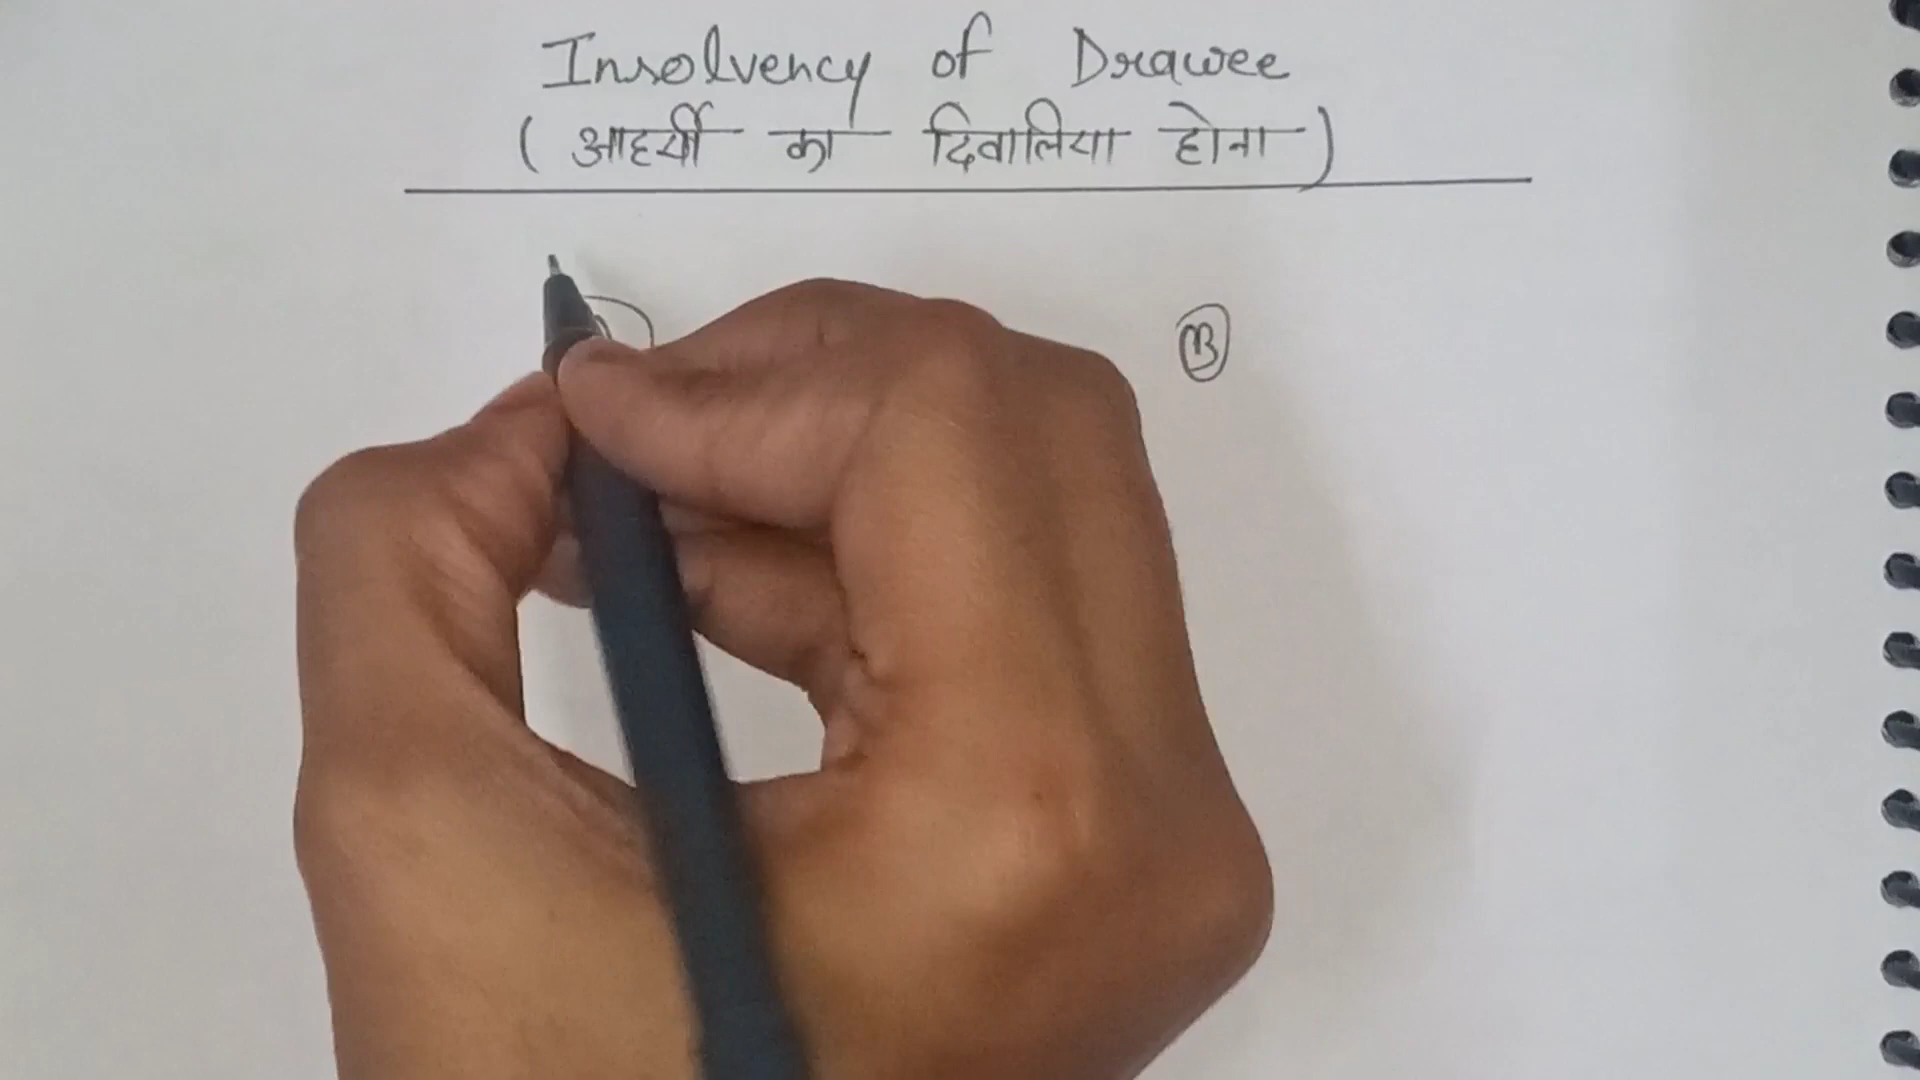 Insolvency of Drawee
( आहर्यी का दिवालिया होना )
B